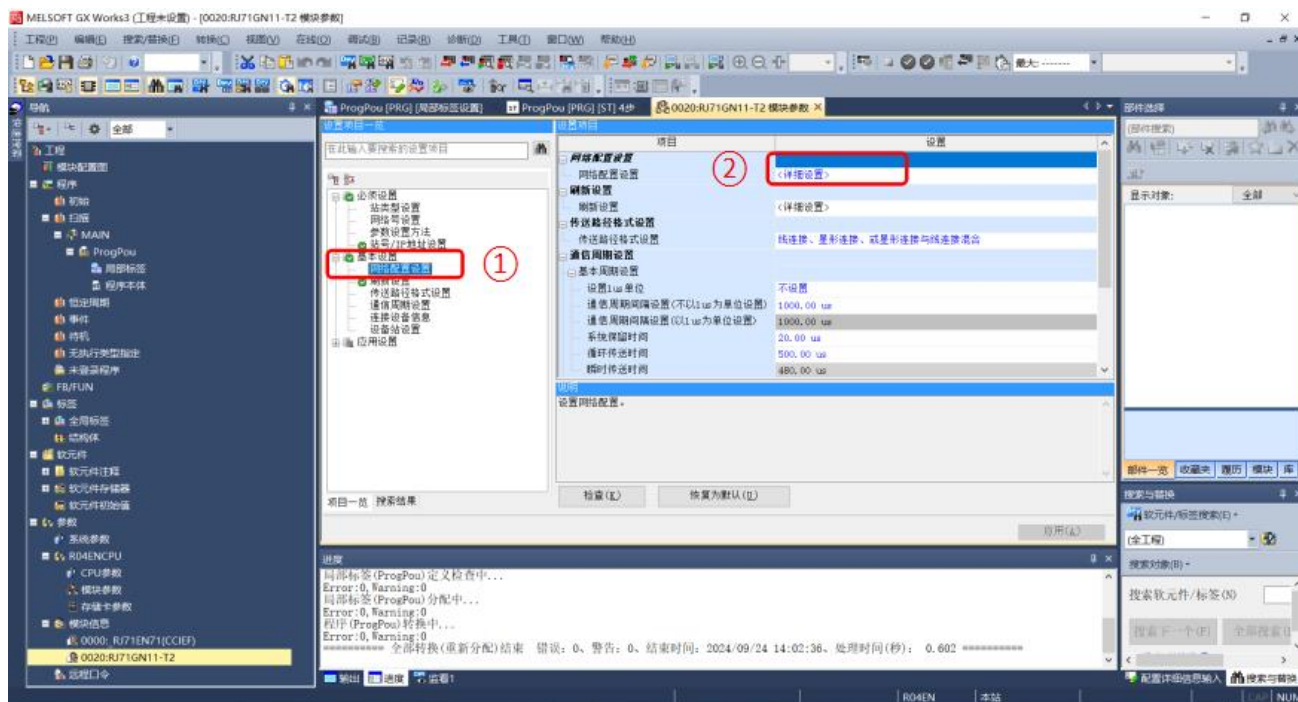 MELSOFT GX Works3 (工程未设置) - [0020:RJ71GN11-T2 模块参数]
工程(P) 编辑(E) 搜索/替换(F) 转换(C) 视图(V) 在线(O) 调试(B) 记录(R) 诊断(D) 工具(T) 窗口(W) 帮助(H)
最大:
导航
ProgPou [PRG] [局部标签设置]
ProgPou [PRG] [ST] 4步
0020:RJ71GN11-T2 模块参数
部件选择
全部
工程
模块配置图
程序
初始
扫描
MAIN
ProgPou
局部标签
程序本体
恒定周期
事件
待机
无执行类型指定
未登录程序
FB/FUN
标签
全局标签
结构体
软元件
软元件注释
软元件存储器
软元件初始值
参数
系统参数
R04ENCPU
CPU参数
模块参数
存储卡参数
模块信息
0000: RJ71EN71(CCIEF)
0020:RJ71GN11-T2
远程口令
设置项目一览
在此输入要搜索的设置项目
必须设置
站类型设置
网络号设置
参数设置方法
站号/IP地址设置
基本设置
网络配置设置
刷新设置
传送路径格式设置
通信周期设置
连接设备信息
设备站设置
应用设置
①
项目一览 搜索结果
设置项目
项目 设置
网络配置设置
网络配置设置 <详细设置>
②
刷新设置
刷新设置 <详细设置>
传送路径格式设置
传送路径格式设置 线连接、星形连接、或星形连接与线连接混合
通信周期设置
基本周期设置
设置1us单位 不设置
通信周期间隔设置(不以1us为单位设置) 1000.00 us
通信周期间隔设置(以1us为单位设置) 1000.00 us
系统保留时间 20.00 us
循环传送时间 500.00 us
瞬时传送时间 480.00 us
说明
设置网络配置。
检查(K) 恢复为默认(U)
应用(A)
进度
局部标签(ProgPou)定义检查中...
Error:0,Warning:0
局部标签(ProgPou)分配中...
Error:0,Warning:0
程序(ProgPou)转换中...
Error:0,Warning:0
========== 全部转换(重新分配)结束 错误: 0、警告: 0、结束时间: 2024/09/24 14:02:36、处理时间(秒): 0.602 ==========
输出 进度 监看1
(部件搜索)
显示对象: 全部
部件一览 收藏夹 履历 模块 库
搜索与替换
软元件/标签搜索(E)
(全工程)
搜索对象(B)
搜索软元件/标签(N)
搜索下一个(F) 全部搜索
配置详细信息输入 搜索与替换
R04EN 本站 CAP NUM